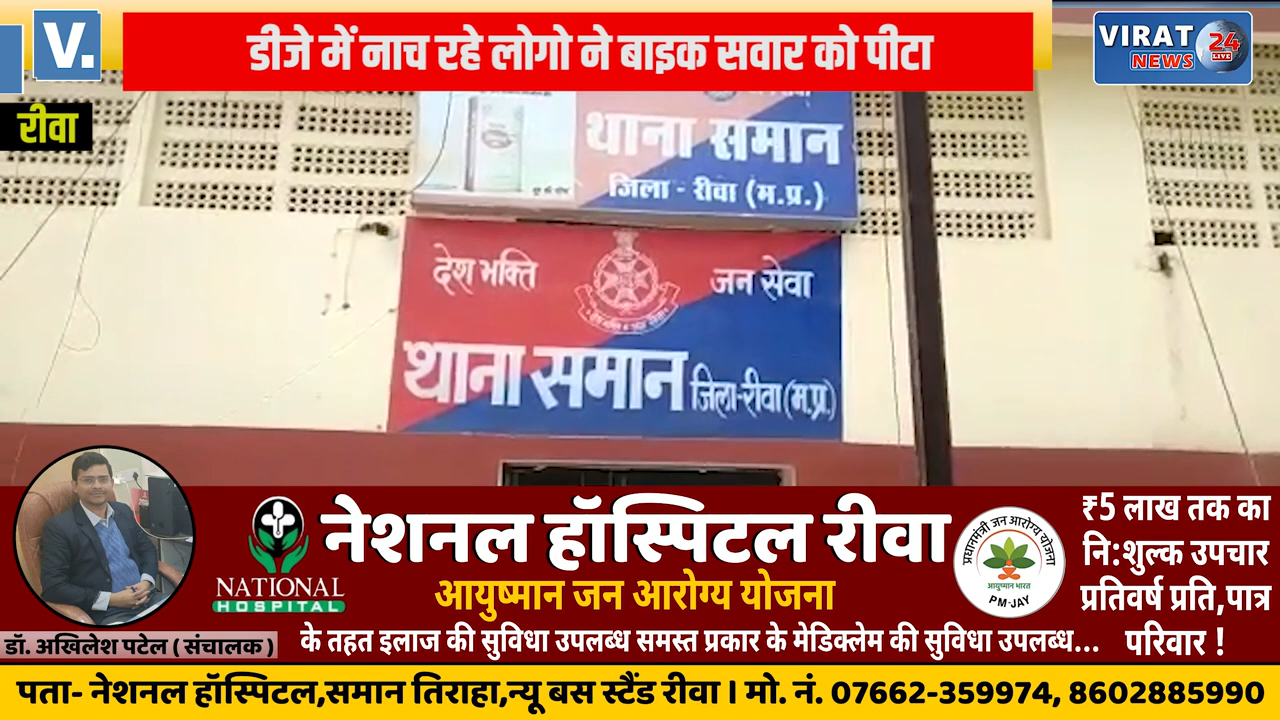 V.
डीजे में नाच रहे लोगो ने बाइक सवार को पीटा
VIRAT
NEWS
24
LIVE
रीवा
थाना समान
जिला - रीवा (म.प्र.)
देश भक्ति
जन सेवा
थाना समान जिला-रीवा (म.प्र.)
नेशनल हॉस्पिटल रीवा
NATIONAL
HOSPITAL
आयुष्मान जन आरोग्य योजना
के तहत इलाज की सुविधा उपलब्ध समस्त प्रकार के मेडिक्लेम की सुविधा उपलब्ध...
प्रधानमंत्री जन आरोग्य योजना
आयुष्मान भारत
PM-JAY
₹5 लाख तक का
नि:शुल्क उपचार
प्रतिवर्ष प्रति,पात्र
परिवार !
डॉ. अखिलेश पटेल ( संचालक )
पता- नेशनल हॉस्पिटल,समान तिराहा,न्यू बस स्टैंड रीवा । मो. नं. 07662-359974, 8602885990